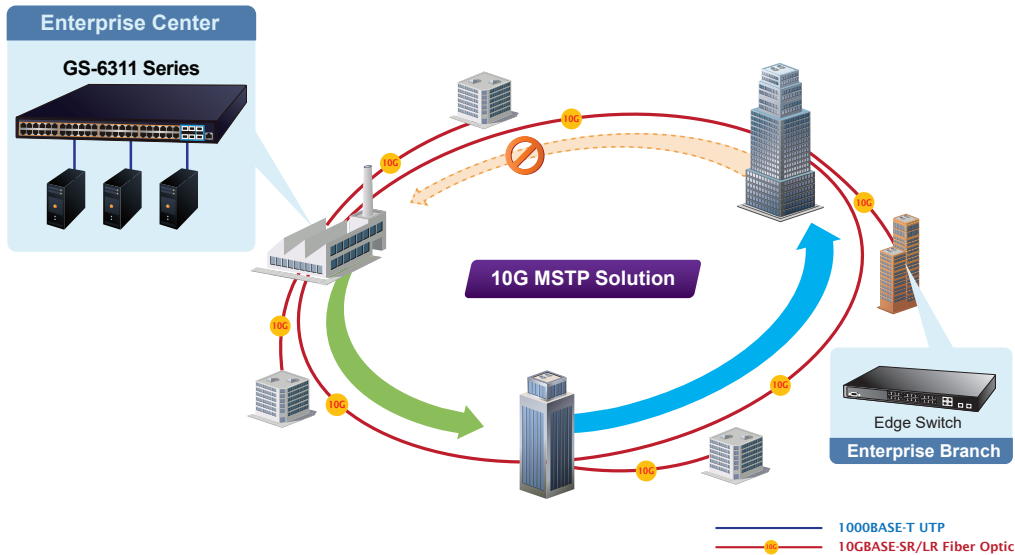 Enterprise Center
GS-6311 Series
10G
10G
10G
10G MSTP Solution
10G
10G
10G
10G
Edge Switch
Enterprise Branch
1000BASE-T UTP
10G
10GBASE-SR/LR Fiber Optic